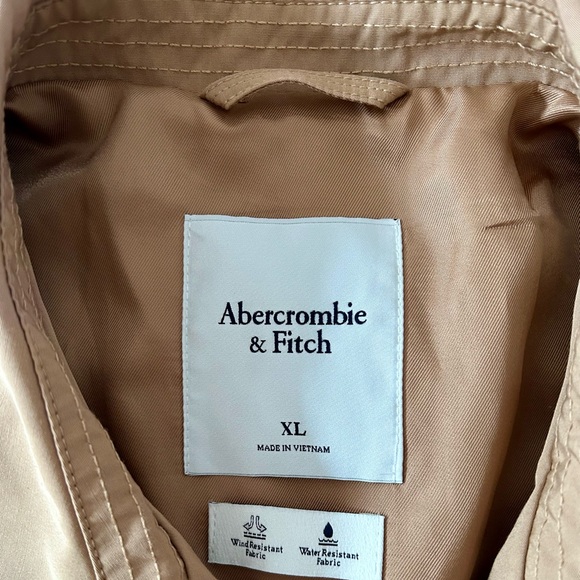 Abercrombie
& Fitch
XL
MADE IN VIETNAM
Wind Resistant
Fabric
Water Resistant
Fabric